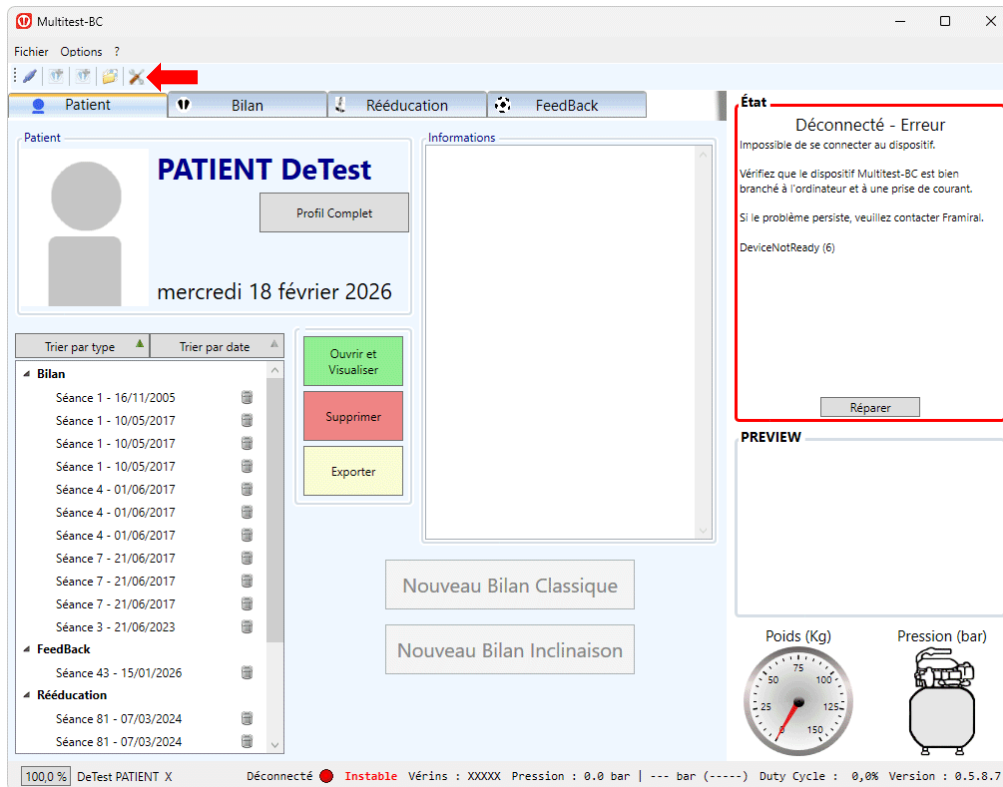 Multitest-BC
Fichier Options ?
Patient
Bilan
Rééducation
FeedBack
Patient
PATIENT DeTest
Profil Complet
mercredi 18 février 2026
Informations
Trier par type
Trier par date
Bilan
Séance 1 - 16/11/2005
Séance 1 - 10/05/2017
Séance 1 - 10/05/2017
Séance 1 - 10/05/2017
Séance 4 - 01/06/2017
Séance 4 - 01/06/2017
Séance 4 - 01/06/2017
Séance 7 - 21/06/2017
Séance 7 - 21/06/2017
Séance 7 - 21/06/2017
Séance 3 - 21/06/2023
FeedBack
Séance 43 - 15/01/2026
Rééducation
Séance 81 - 07/03/2024
Séance 81 - 07/03/2024
Ouvrir et
Visualiser
Supprimer
Exporter
Nouveau Bilan Classique
Nouveau Bilan Inclinaison
État
Déconnecté - Erreur
Impossible de se connecter au dispositif.
Vérifiez que le dispositif Multitest-BC est bien
branché à l'ordinateur et à une prise de courant.
Si le problème persiste, veuillez contacter Framiral.
DeviceNotReady (6)
Réparer
PREVIEW
Poids (Kg)
25
50
75
100
125
150
Pression (bar)
100,0 % DeTest PATIENT X
Déconnecté Instable Vérins : XXXXX Pression : 0.0 bar | --- bar (-----) Duty Cycle : 0,0% Version : 0.5.8.7